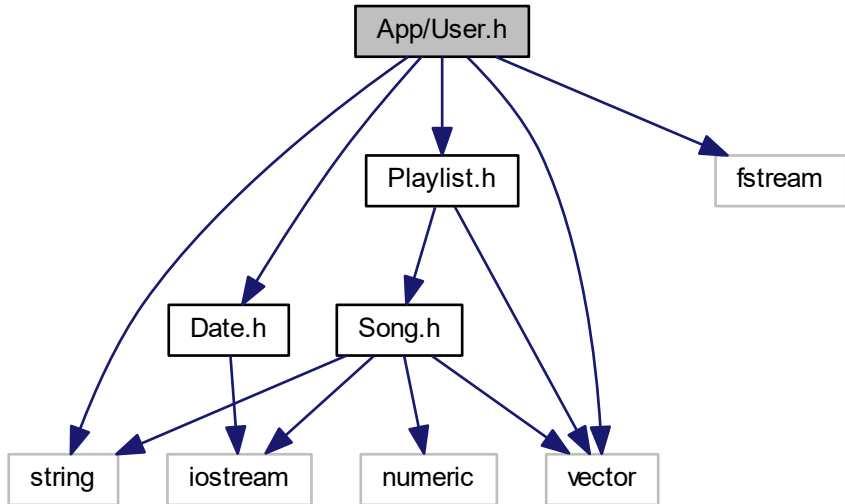 App/User.h
Playlist.h
fstream
Date.h
Song.h
string
iostream
numeric
vector